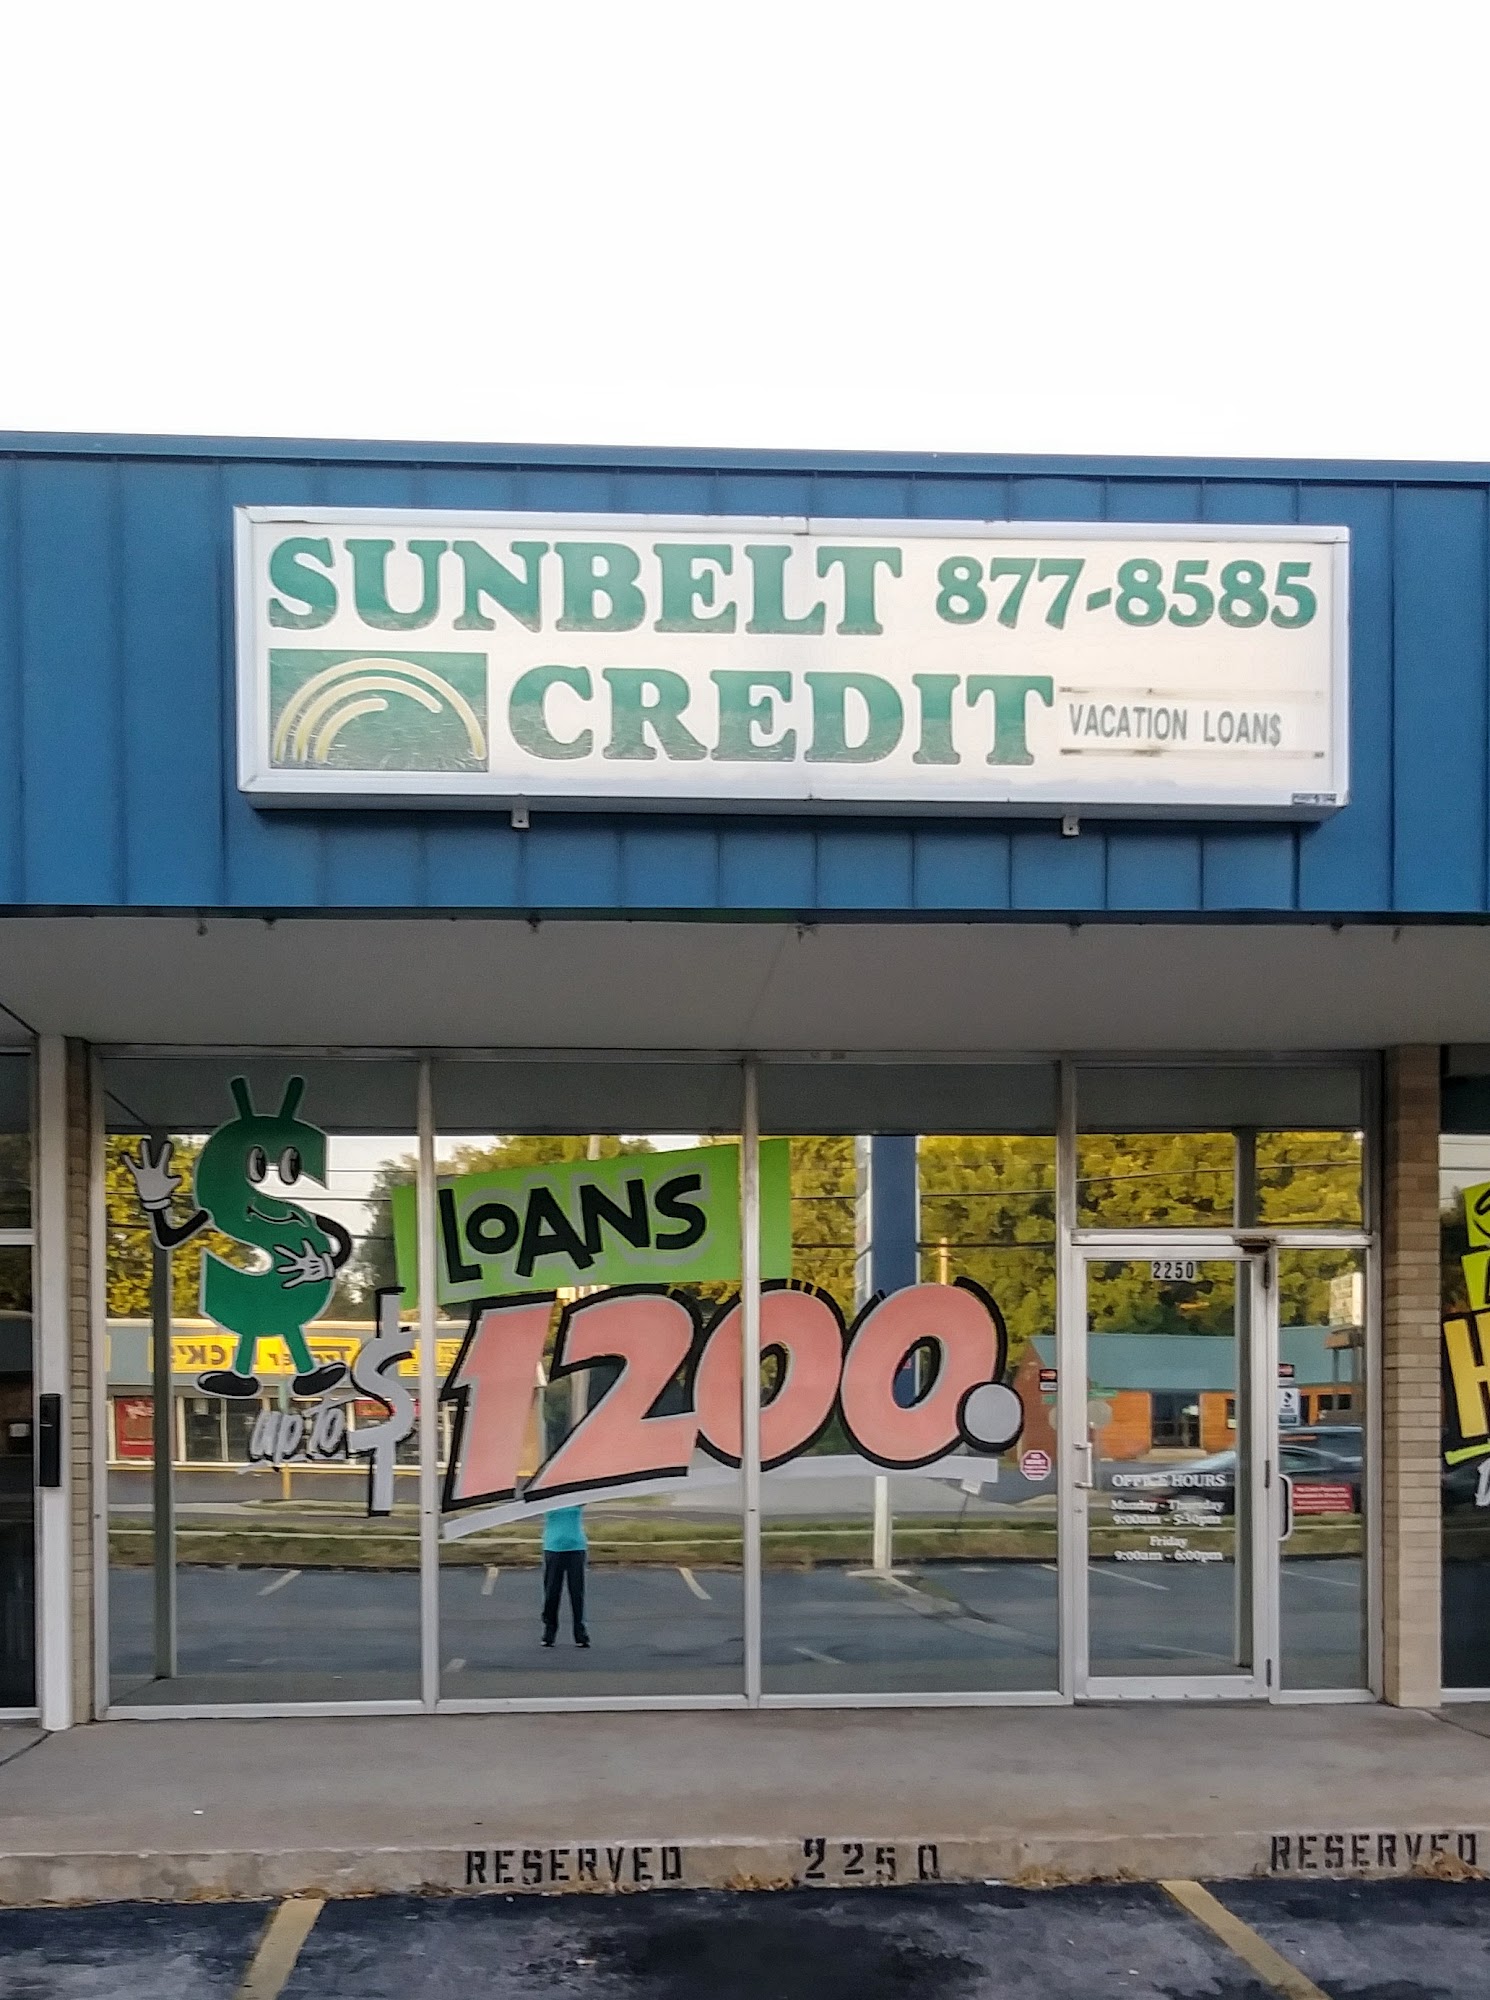 SUNBELT 877-8585
CREDIT VACATION LOAN$
LOANS
up to $1200.
2250
OFFICE HOURS
Monday - Thursday
9:00am - 5:30pm
Friday
9:00am - 6:00pm
RESERVED 2250 RESERVED